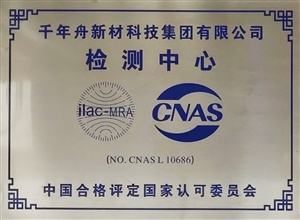 千年舟新材科技集团有限公司
检测中心
ilac-MRA
CNAS
(NO. CNAS L 10686)
中国合格评定国家认可委员会